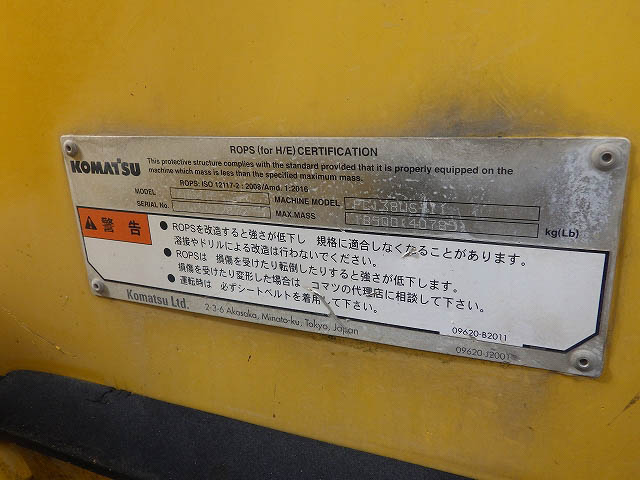 ROPS (for H/E) CERTIFICATION
KOMATSU
This protective structure complies with the standard provided that it is properly equipped on the
machine which mass is less than the specified maximum mass.
ROPS: ISO 12117-2 : 2008/Amd. 1:2016
MODEL
MACHINE MODEL
SERIAL No.
MAX.MASS
kg(Lb)
警告
● ROPSを改造すると強さが低下し 規格に適合しなくなることがあります。
溶接やドリルによる改造は行わないでください。
● ROPSは 損傷を受けたり転倒したりすると強さが低下します。
損傷を受けたり変形した場合は コマツの代理店に相談して下さい。
● 運転時は 必ずシートベルトを着用して下さい。
Komatsu Ltd.
2-3-6 Akasaka, Minato-ku, Tokyo, Japan
09620-B2011
09620-J2001